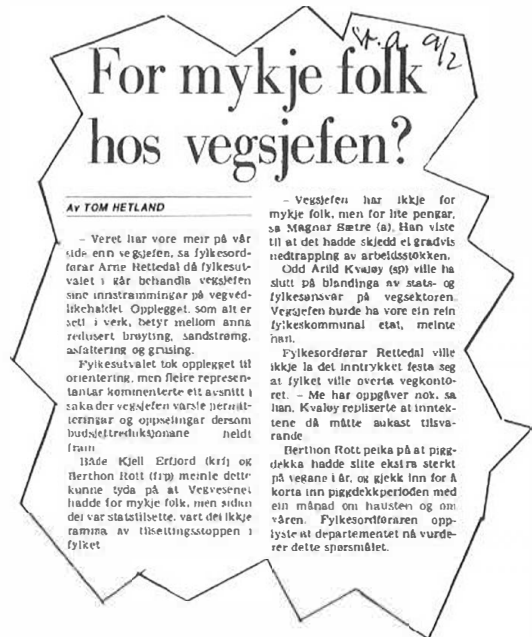 St.a. 9/2
For mykje folk
hos vegsjefen?
Av TOM HETLAND
– Veret har vore meir på vår
side enn vegsjefen, sa fylkesord-
førar Arne Rettedal då fylkesut-
valet i går behandla vegsjefen
sine innstrammingar på vegved-
likehaldet. Opplegget, som alt er
sett i verk, betyr mellom anna
redusert brøyting, sandstrøing,
asfaltering og grusing.
Fylkesutvalet tok opplegget til
orientering, men fleire represen-
tantar kommenterte eit avsnitt i
saka der vegsjefen varsla permit-
teringar og oppseiingar dersom
budsjettreduksjonane heldt
fram
Både Kjell Erfjord (krf) og
Berthon Rott (frp) meinte dette
kunne tyda på at Vegvesenet
hadde for mykje folk, men sidan
dei var statstilsette, vart dei ikkje
ramma av tilsettingsstoppen i
fylket
– Vegsjefen har ikkje for
mykje folk, men for lite pengar,
sa Magnar Bætre (a). Han viste
til at det hadde skjedd ei gradvis
nedtrapping av arbeidsstokken.
Odd Arild Kvaløy (sp) ville ha
slutt på blandinga av stats- og
fylkesansvar på vegsektoren.
Vegsjefen burde ha vore ein rein
fylkeskommunal etat, meinte
han.
Fylkesordførar Rettedal ville
ikkje la det inntrykket festa seg
at fylket ville overta vegkonto-
ret. – Me har oppgåver nok, sa
han. Kvaløy repliserte at inntek-
tene då måtte aukast tilsva-
rande
Berthon Rott peika på at pigg-
dekka hadde slite ekstra sterkt
på vegane i år, og gjekk inn for å
korta inn piggdekkperioden med
ein månad om hausten og om
våren. Fylkesordføraren opp-
lyste at departementet nå vurde-
rer dette spørsmålet.